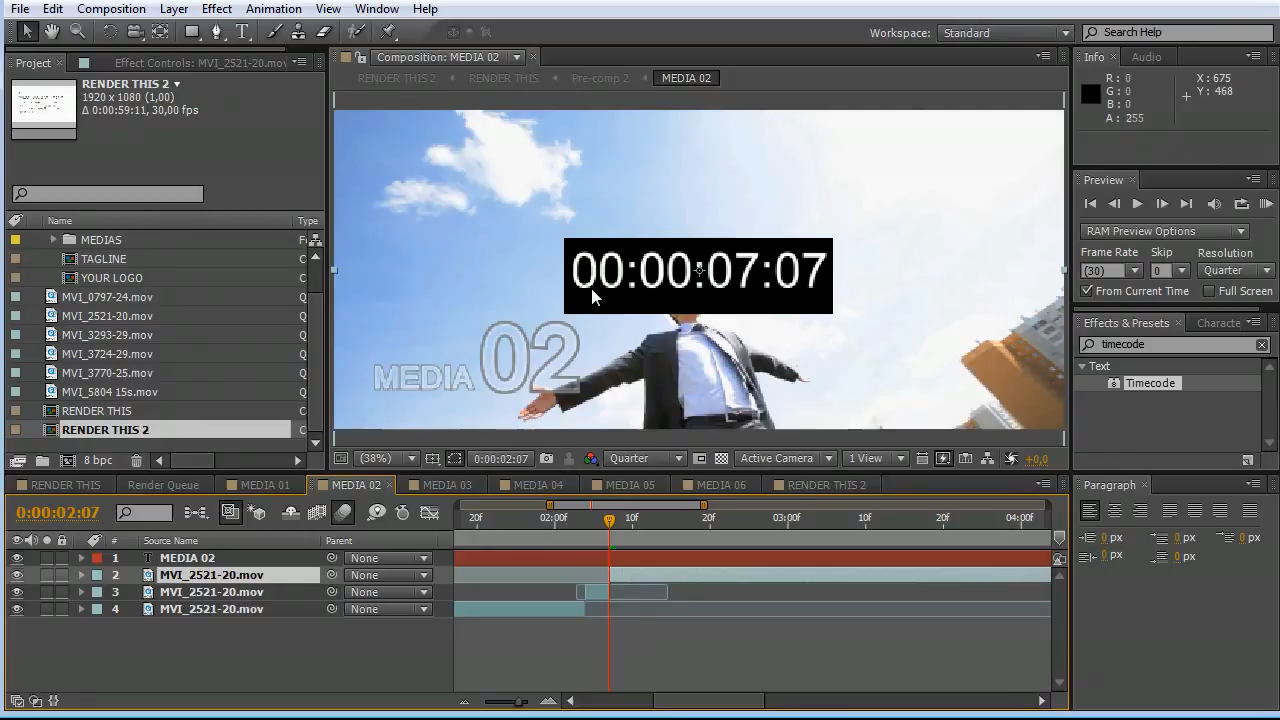 File Edit Composition Layer Effect Animation View Window Help
Workspace: Standard Search Help
Project Effect Controls: MVI_2521-20.mov
RENDER THIS 2
1920 x 1080 (1,00)
Δ 0:00:59:11, 30,00 fps
Name Type
MEDIAS F
TAGLINE C
YOUR LOGO C
MVI_0797-24.mov Q
MVI_2521-20.mov Q
MVI_3293-29.mov Q
MVI_3724-29.mov Q
MVI_3770-25.mov Q
MVI_5804 15s.mov Q
RENDER THIS C
RENDER THIS 2 C
8 bpc
Composition: MEDIA 02
RENDER THIS 2 RENDER THIS Pre-comp 2 MEDIA 02
00:00:07:07
MEDIA 02
(38%) 0:00:02:07 Quarter Active Camera 1 View +0,0
Info Audio
R: 0 X: 675
G: 0 Y: 468
B: 0
A: 255
Preview
RAM Preview Options
Frame Rate Skip Resolution
(30) 0 Quarter
From Current Time Full Screen
Effects & Presets Characte
timecode
Text
Timecode
RENDER THIS Render Queue MEDIA 01 MEDIA 02 MEDIA 03 MEDIA 04 MEDIA 05 MEDIA 06 RENDER THIS 2
0:00:02:07
20f 02:00f 10f 20f 03:00f 10f 20f 04:00f
# Source Name Parent
1 T MEDIA 02 None
2 MVI_2521-20.mov None
3 MVI_2521-20.mov None
4 MVI_2521-20.mov None
Paragraph
0 px 0 px 0 px
0 px 0 px